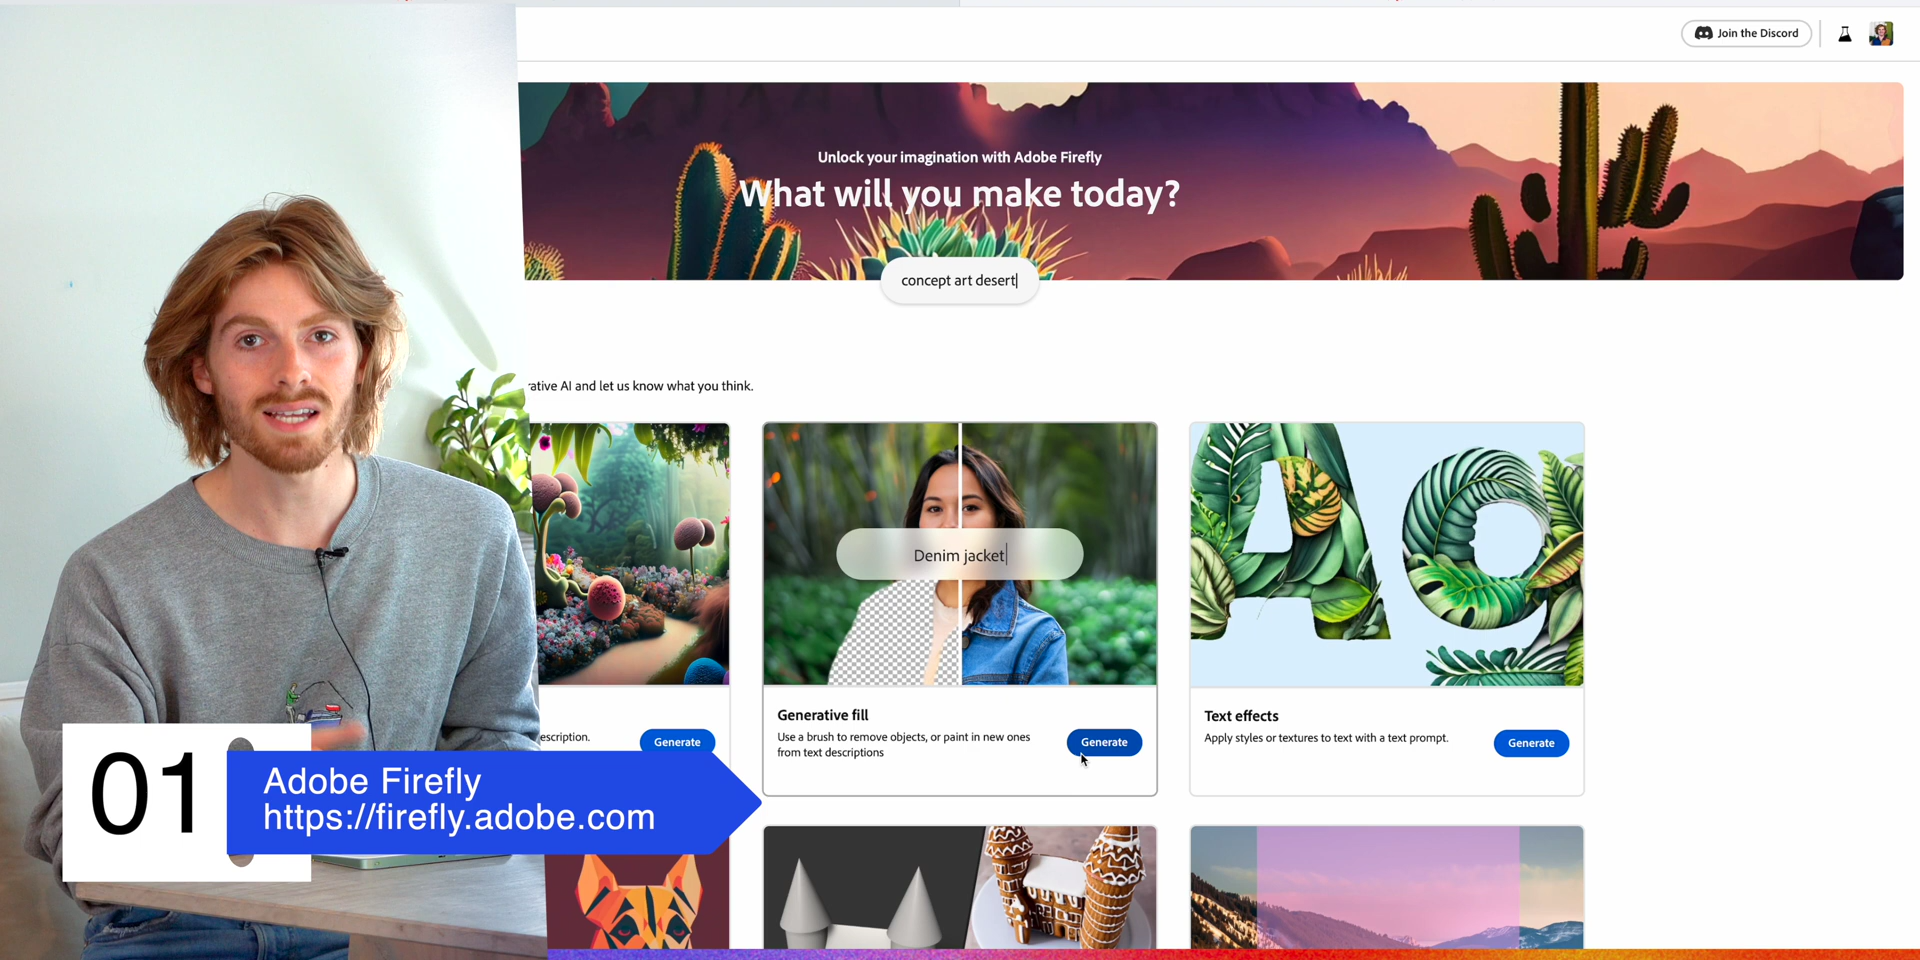 Join the Discord
Unlock your imagination with Adobe Firefly
What will you make today?
concept art desert
rative AI and let us know what you think.
Denim jacket
Generative fill
Use a brush to remove objects, or paint in new ones
from text descriptions
Generate
Text effects
Apply styles or textures to text with a text prompt.
Generate
escription.
Generate
01
Adobe Firefly
https://firefly.adobe.com